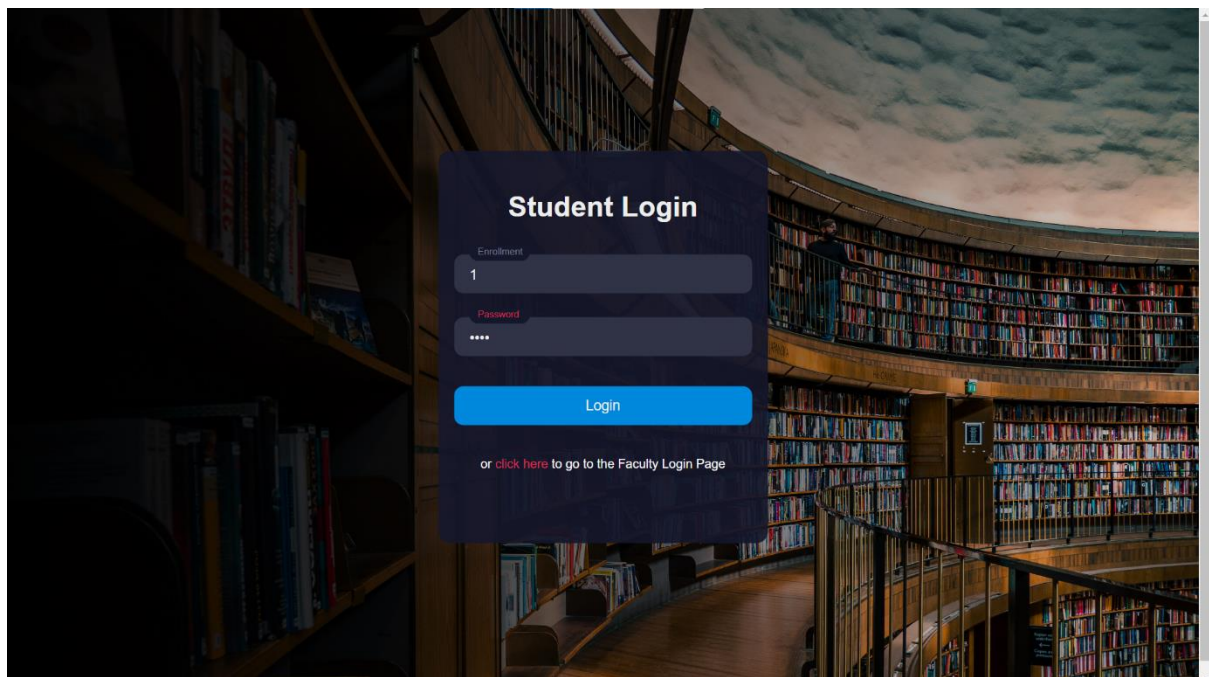 Student Login
Enrollment
1
Password
••••
Login
or click here to go to the Faculty Login Page